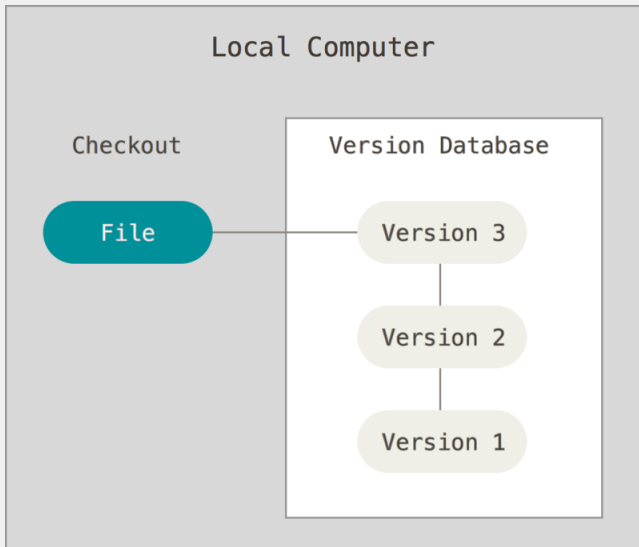 Local Computer
Checkout
Version Database
File
Version 3
Version 2
Version 1